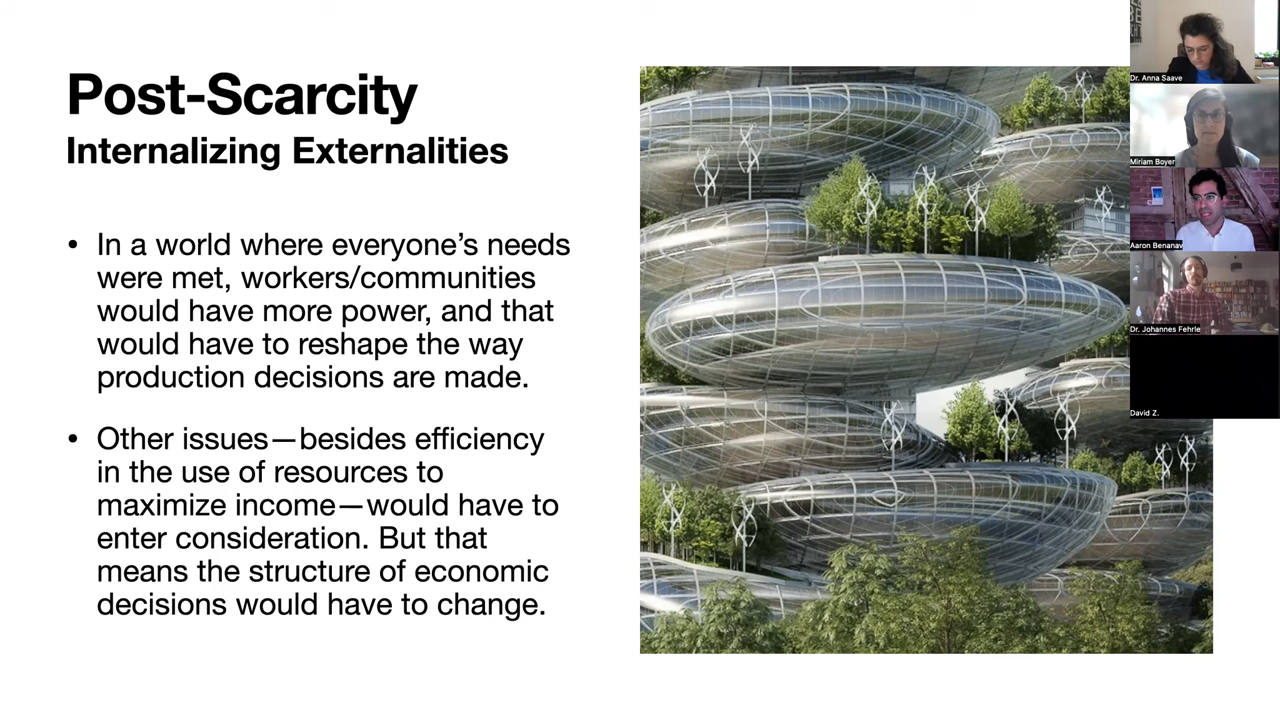 Post-Scarcity
Internalizing Externalities
• In a world where everyone’s needs
were met, workers/communities
would have more power, and that
would have to reshape the way
production decisions are made.
• Other issues—besides efficiency
in the use of resources to
maximize income—would have to
enter consideration. But that
means the structure of economic
decisions would have to change.
Dr. Anna Saave
Miriam Boyer
Aaron Benanav
Dr. Johannes Fehrle
David Z.